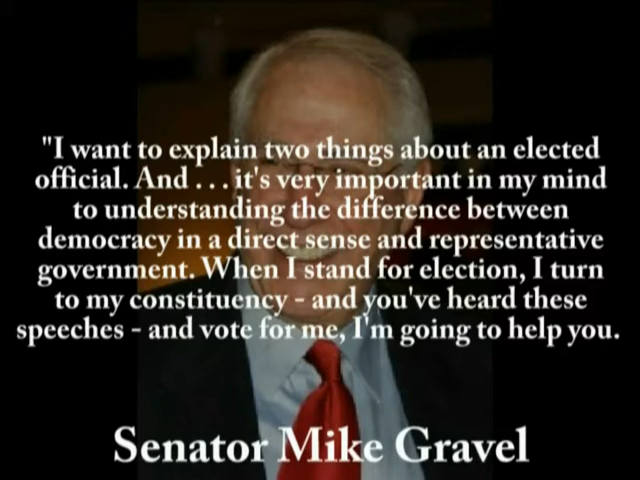 "I want to explain two things about an elected
official. And . . . it's very important in my mind
to understanding the difference between
democracy in a direct sense and representative
government. When I stand for election, I turn
to my constituency - and you've heard these
speeches - and vote for me, I'm going to help you.
Senator Mike Gravel